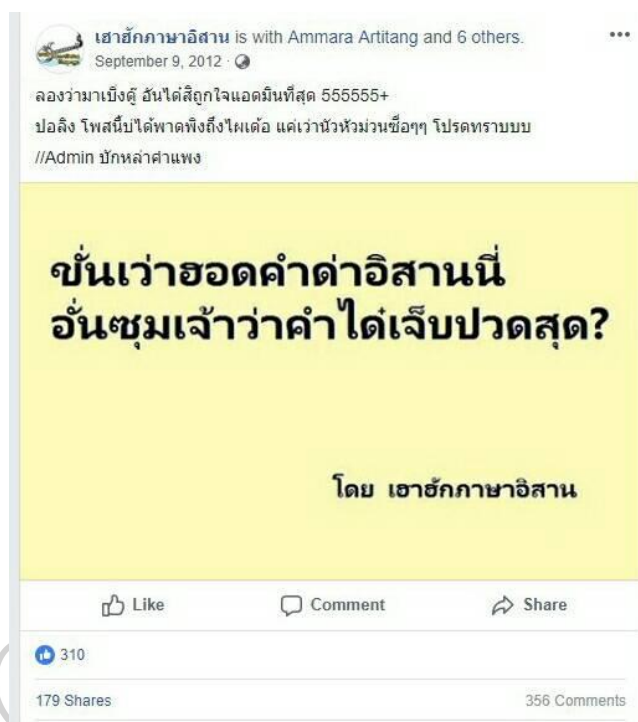 เฮาฮักภาษาอีสาน is with Ammara Artitang and 6 others.
September 9, 2012 ·
ลองว่ามาเบิ่งดู๊ อันได๋สิถูกใจแอดมินที่สุด 555555+
ปอลิง โพสนี้บ่ได้พาดพิงถึงไผเด้อ แค่เว่านัวหัวม่วนซื่อๆๆ โปรดทราบบบ
//Admin บักหล่าคำแพง
ขั่นเว่าฮอดคำด่าอิสานนี่
อั่นซุมเจ้าว่าคำได๋เจ็บปวดสุด?
โดย เฮาฮักภาษาอิสาน
Like Comment Share
310
179 Shares 356 Comments